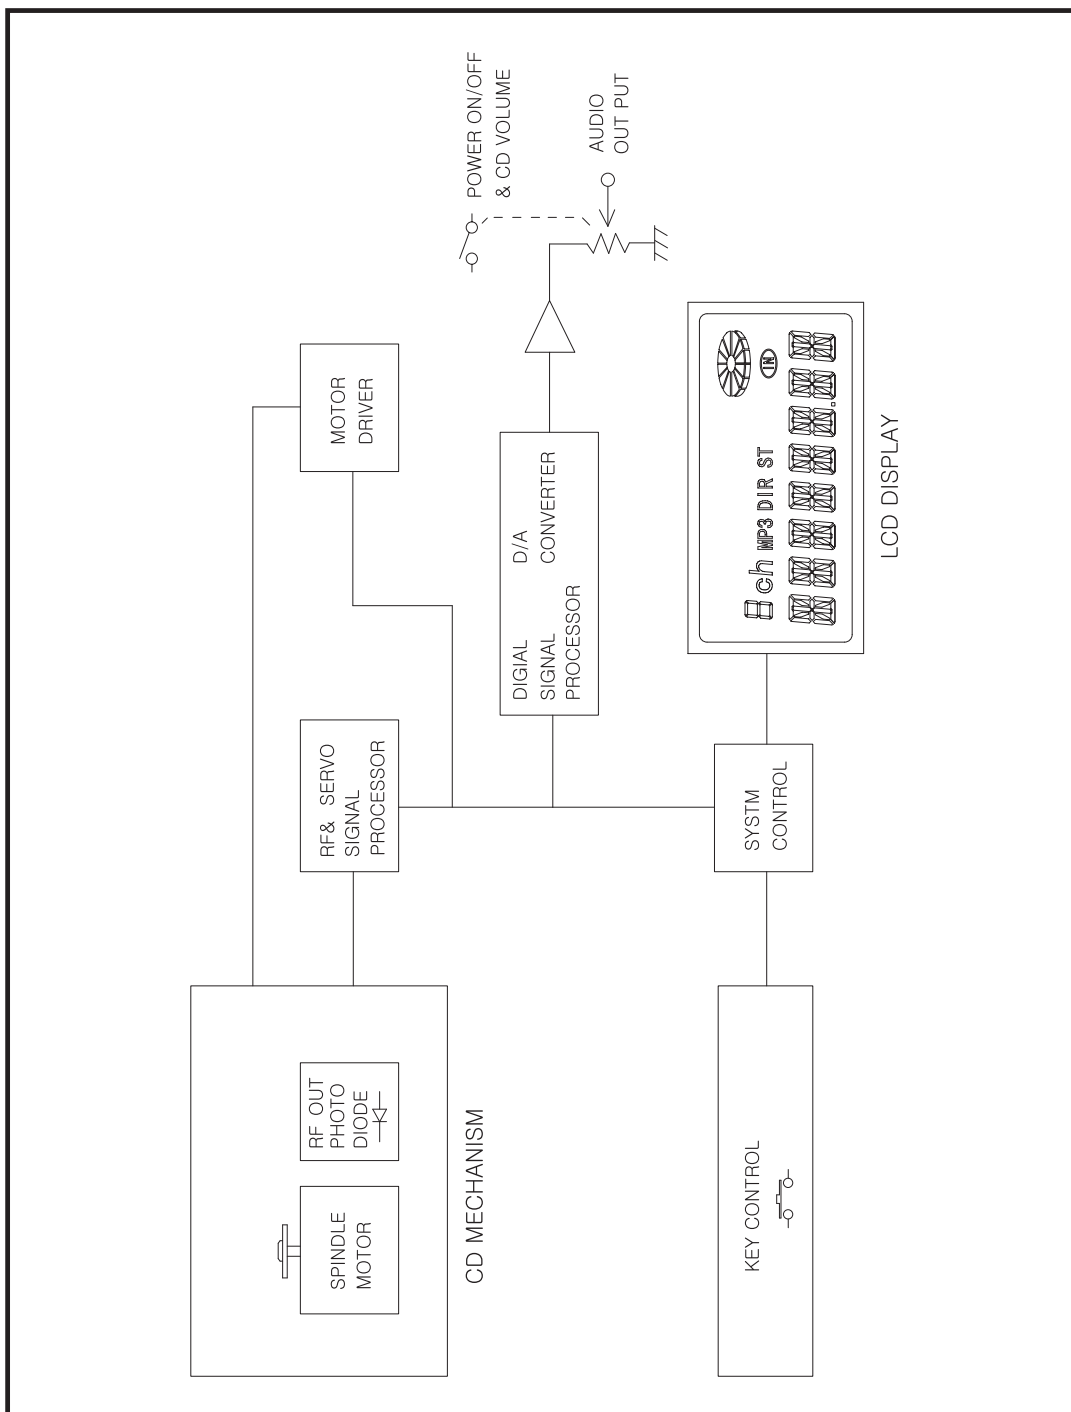 SPINDLE
MOTOR
RF OUT
PHOTO
DIODE
CD MECHANISM
RF& SERVO
SIGNAL
PROCESSOR
MOTOR
DRIVER
POWER ON/OFF
& CD VOLUME
DIGIAL
SIGNAL
PROCESSOR
D/A
CONVERTER
AUDIO
OUT PUT
KEY CONTROL
SYSTM
CONTROL
8 ch MP3 DIR ST
IN
LCD DISPLAY